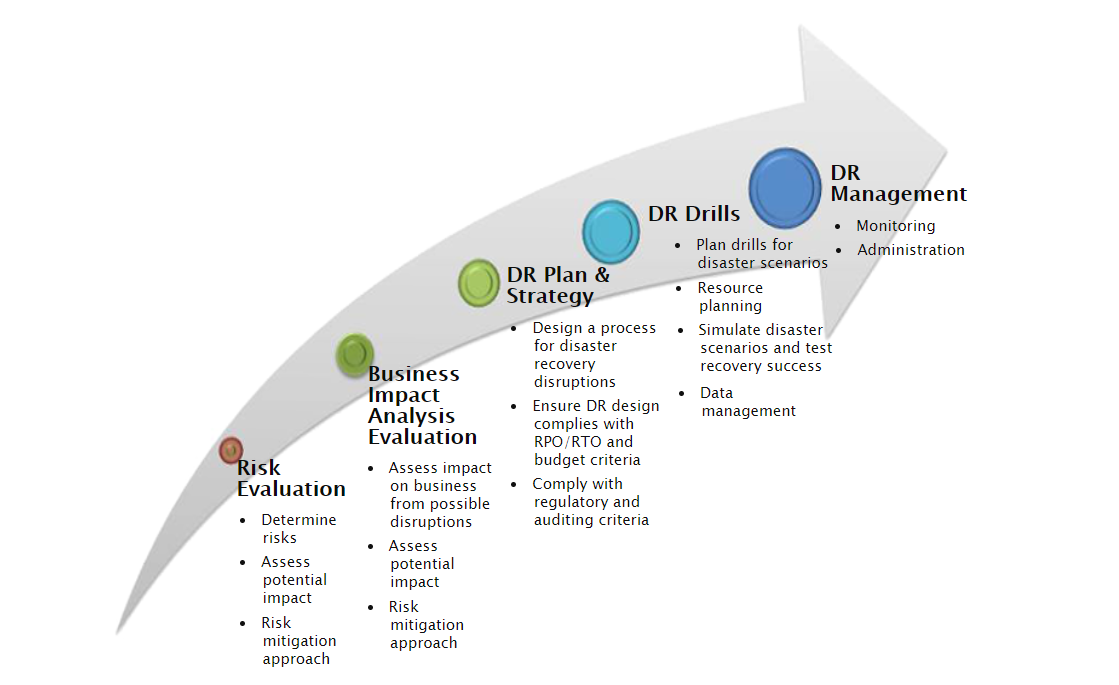 Risk
Evaluation
• Determine
risks
• Assess
potential
impact
• Risk
mitigation
approach
Business
Impact
Analysis
Evaluation
• Assess impact
on business
from possible
disruptions
• Assess
potential
impact
• Risk
mitigation
approach
DR Plan &
Strategy
• Design a process
for disaster
recovery
disruptions
• Ensure DR design
complies with
RPO/RTO and
budget criteria
• Comply with
regulatory and
auditing criteria
DR Drills
• Plan drills for
disaster scenarios
• Resource
planning
• Simulate disaster
scenarios and test
recovery success
• Data
management
DR
Management
• Monitoring
• Administration